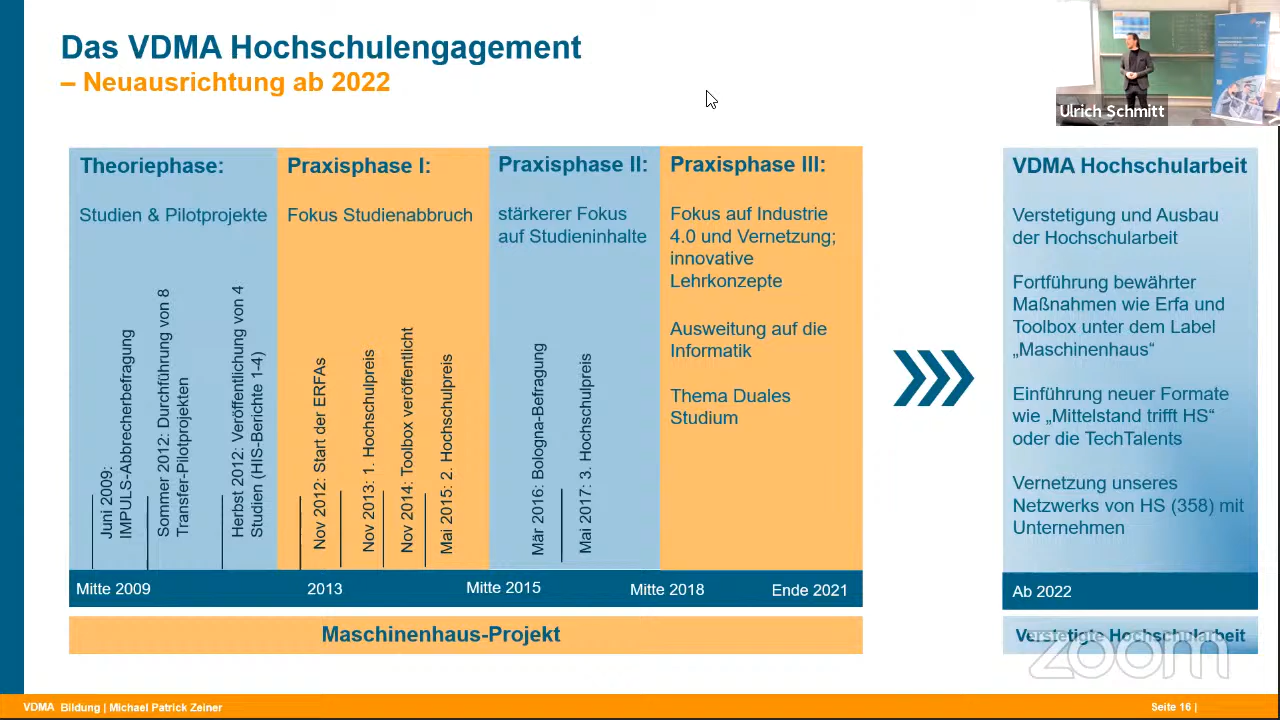 Das VDMA Hochschulengagement
– Neuausrichtung ab 2022
Ulrich Schmitt
Theoriephase:
Studien & Pilotprojekte
Juni 2009:
IMPULS-Abbrecherbefragung
Sommer 2012: Durchführung von 8
Transfer-Pilotprojekten
Herbst 2012: Veröffentlichung von 4
Studien (HIS-Berichte 1-4)
Praxisphase I:
Fokus Studienabbruch
Nov 2012: Start der ERFAs
Nov 2013: 1. Hochschulpreis
Nov 2014: Toolbox veröffentlicht
Mai 2015: 2. Hochschulpreis
Praxisphase II:
stärkerer Fokus
auf Studieninhalte
Mär 2016: Bologna-Befragung
Mai 2017: 3. Hochschulpreis
Praxisphase III:
Fokus auf Industrie
4.0 und Vernetzung;
innovative
Lehrkonzepte
Ausweitung auf die
Informatik
Thema Duales
Studium
Mitte 2009
2013
Mitte 2015
Mitte 2018
Ende 2021
Maschinenhaus-Projekt
VDMA Hochschularbeit
Verstetigung und Ausbau
der Hochschularbeit
Fortführung bewährter
Maßnahmen wie Erfa und
Toolbox unter dem Label
„Maschinenhaus“
Einführung neuer Formate
wie „Mittelstand trifft HS“
oder die TechTalents
Vernetzung unseres
Netzwerks von HS (358) mit
Unternehmen
Ab 2022
Verstetigte Hochschularbeit
zoom
VDMA Bildung | Michael Patrick Zeiner
Seite 16 |